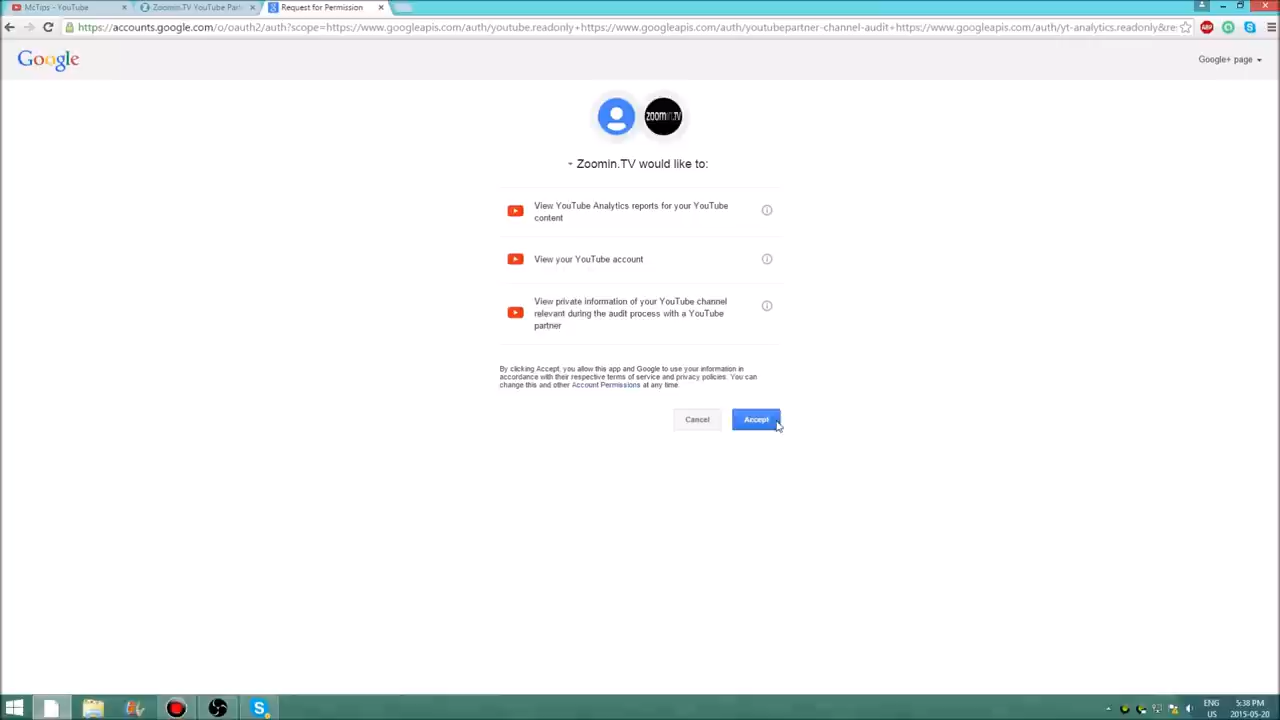 McTips - YouTube
Zoomin.TV YouTube Part
Request for Permission
https://accounts.google.com/o/oauth2/auth?scope=https://www.googleapis.com/auth/youtube.readonly+https://www.googleapis.com/auth/youtubepartner-channel-audit+https://www.googleapis.com/auth/yt-analytics.readonly&re
ABP
Google
Google+ page
zoomin.TV
Zoomin.TV would like to:
View YouTube Analytics reports for your YouTube
content
View your YouTube account
View private information of your YouTube channel
relevant during the audit process with a YouTube
partner
By clicking Accept, you allow this app and Google to use your information in
accordance with their respective terms of service and privacy policies. You can
change this and other Account Permissions at any time.
Cancel
Accept
ENG
US
5:38 PM
2015-05-20